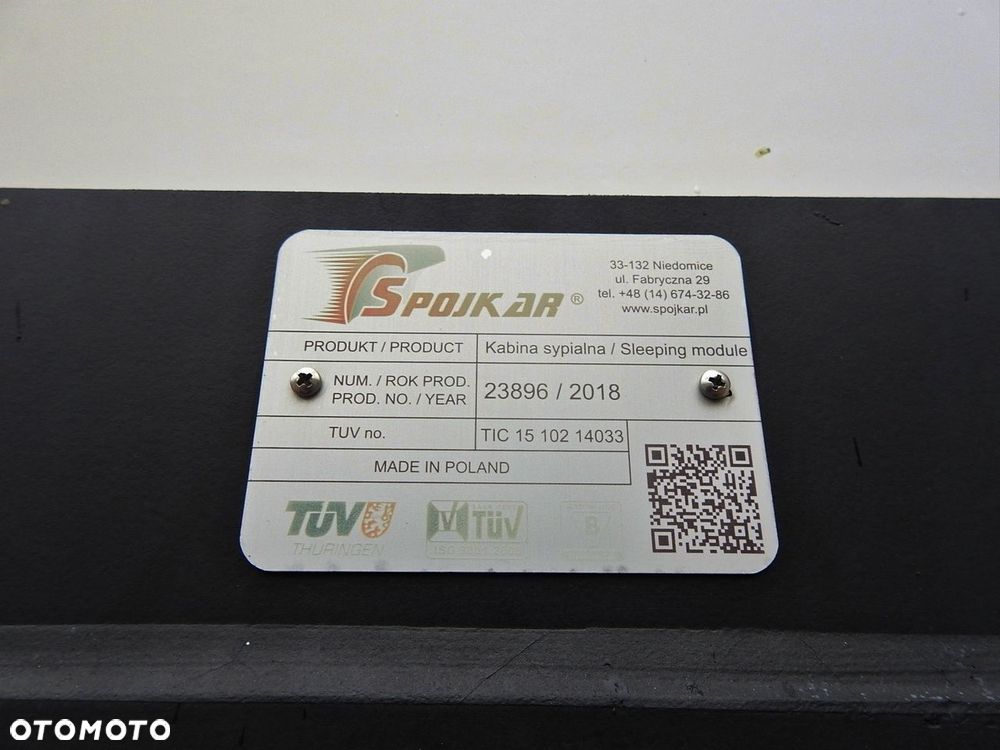 SPOJKAR ®
33-132 Niedomice
ul. Fabryczna 29
tel. +48 (14) 674-32-86
www.spojkar.pl
PRODUKT / PRODUCT Kabina sypialna / Sleeping module
NUM. / ROK PROD.
PROD. NO. / YEAR
23896 / 2018
TUV no. TIC 15 102 14033
MADE IN POLAND
TÜV
THÜRINGEN
V TÜV
B
OTOMOTO